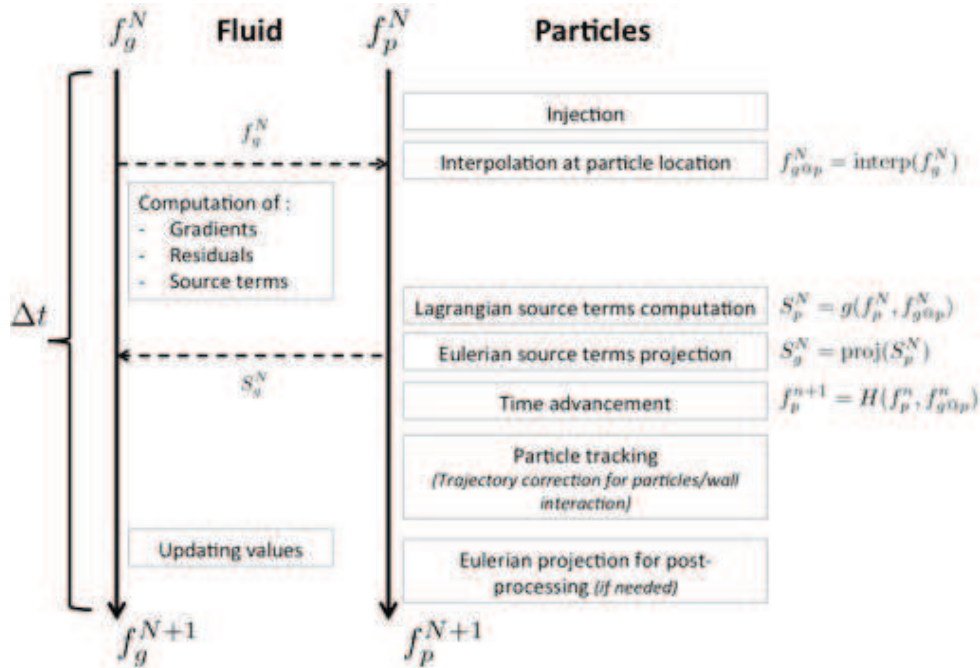 f_g^N Fluid f_p^N Particles
Injection
f_g^N
Interpolation at particle location f_{g@p}^N = interp(f_g^N)
Computation of :
- Gradients
- Residuals
- Source terms
Δt
Lagrangian source terms computation S_p^N = g(f_p^N, f_{g@p}^N)
Eulerian source terms projection S_g^N = proj(S_p^N)
S_g^N
Time advancement f_p^{n+1} = H(f_p^n, f_{g@p}^n)
Particle tracking
(Trajectory correction for particles/wall
interaction)
Updating values
Eulerian projection for post-
processing (if needed)
f_g^{N+1} f_p^{N+1}